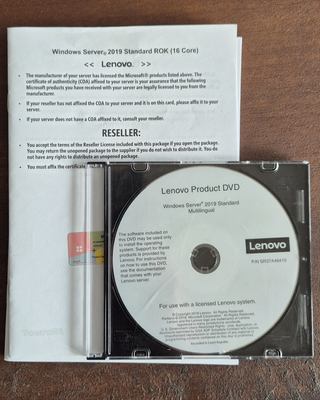 Windows Server® 2019 Standard ROK (16 Core)
<< Lenovo. >>
• The manufacturer of your server has licensed the Microsoft® products listed above. The
certificate of authenticity (COA) affixed to your server is your assurance that the following
Microsoft products you have received with your server are legally licensed to you from the
manufacturer.
• If your reseller has not affixed the COA to your server and it is on this card, please affix it to your
server.
• If your server does not have a COA affixed to it, consult your reseller.
RESELLER:
• You accept the terms of the Reseller License included with this package if you open the package.
You may return the unopened package to the supplier if you do not wish to distribute it. You do
not have any rights to distribute an unopened package.
• You must affix the certificate
Lenovo Product DVD
Windows Server® 2019 Standard
Multilingual
The software included on
this DVD may be used only
to install the operating
system. Support for these
products is provided by
Lenovo. For instructions
on how to use this DVD,
see the documentation
that comes with your
Lenovo server.
Lenovo
For use with a licensed Lenovo system.